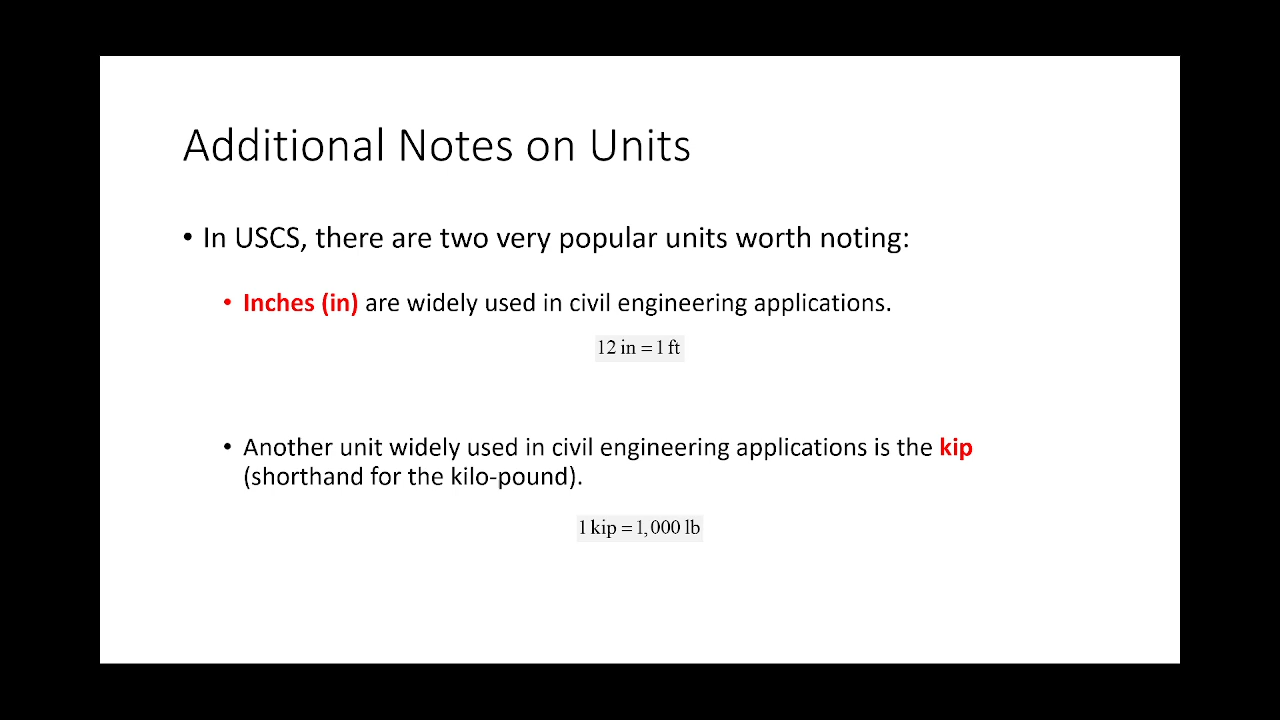 Additional Notes on Units
• In USCS, there are two very popular units worth noting:
• Inches (in) are widely used in civil engineering applications.
12 in = 1 ft
• Another unit widely used in civil engineering applications is the kip
(shorthand for the kilo-pound).
1 kip = 1,000 lb